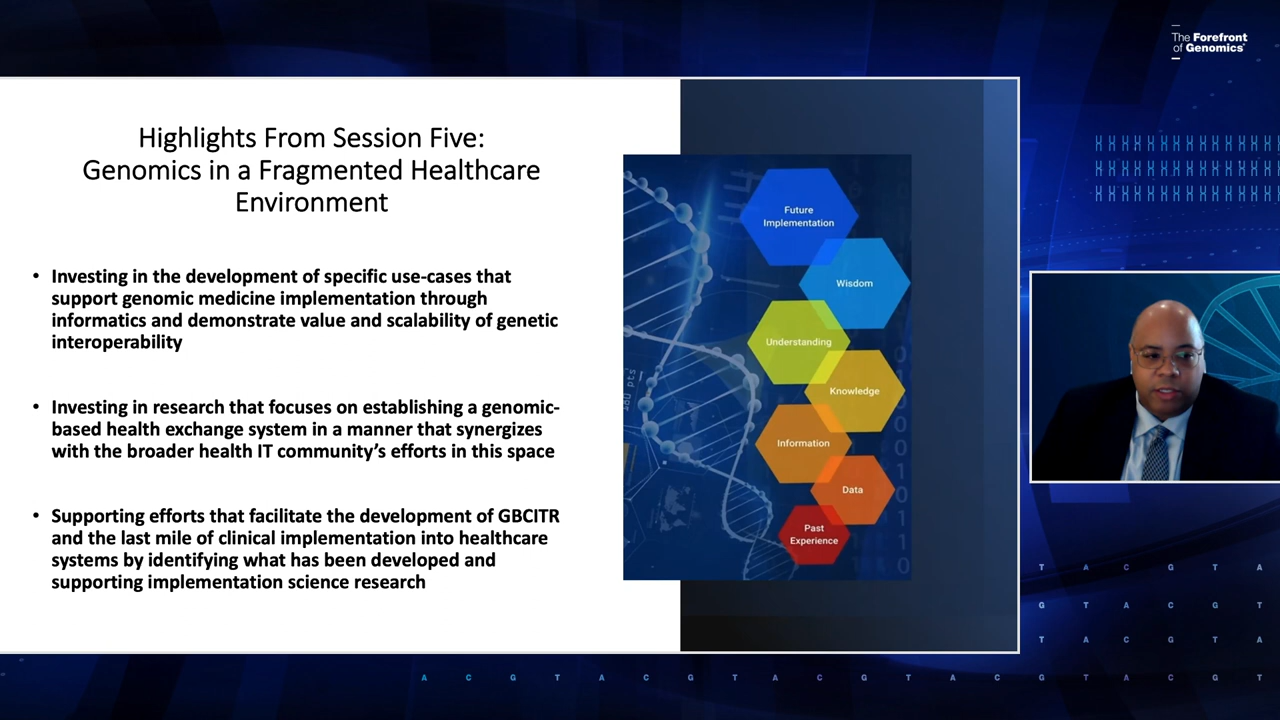 The Forefront
of Genomics®
Highlights From Session Five:
Genomics in a Fragmented Healthcare
Environment
• Investing in the development of specific use-cases that
support genomic medicine implementation through
informatics and demonstrate value and scalability of genetic
interoperability
• Investing in research that focuses on establishing a genomic-
based health exchange system in a manner that synergizes
with the broader health IT community’s efforts in this space
• Supporting efforts that facilitate the development of GBCITR
and the last mile of clinical implementation into healthcare
systems by identifying what has been developed and
supporting implementation science research
Future
Implementation
Wisdom
Understanding
Knowledge
Information
Data
Past
Experience
T A C G T A
G T A C G T
T A C G T A
A C G T A C G T A C G T A C G T A C G T